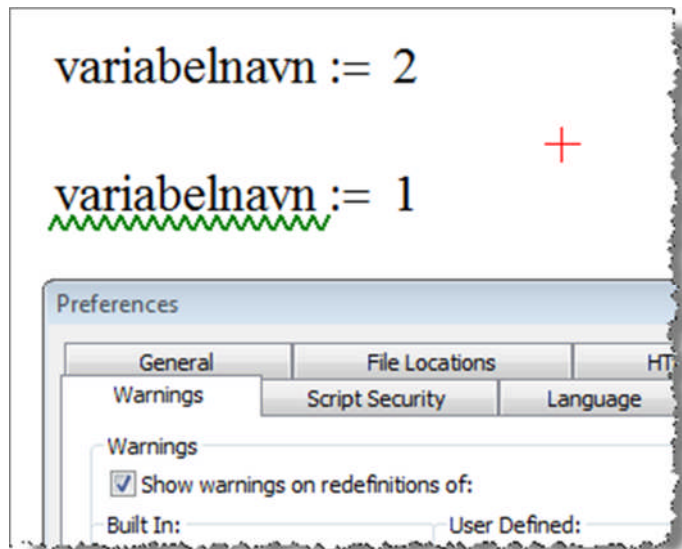 variabelnavn := 2
variabelnavn := 1
Preferences
General File Locations HT
Warnings Script Security Language
Warnings
Show warnings on redefinitions of:
Built In: User Defined: